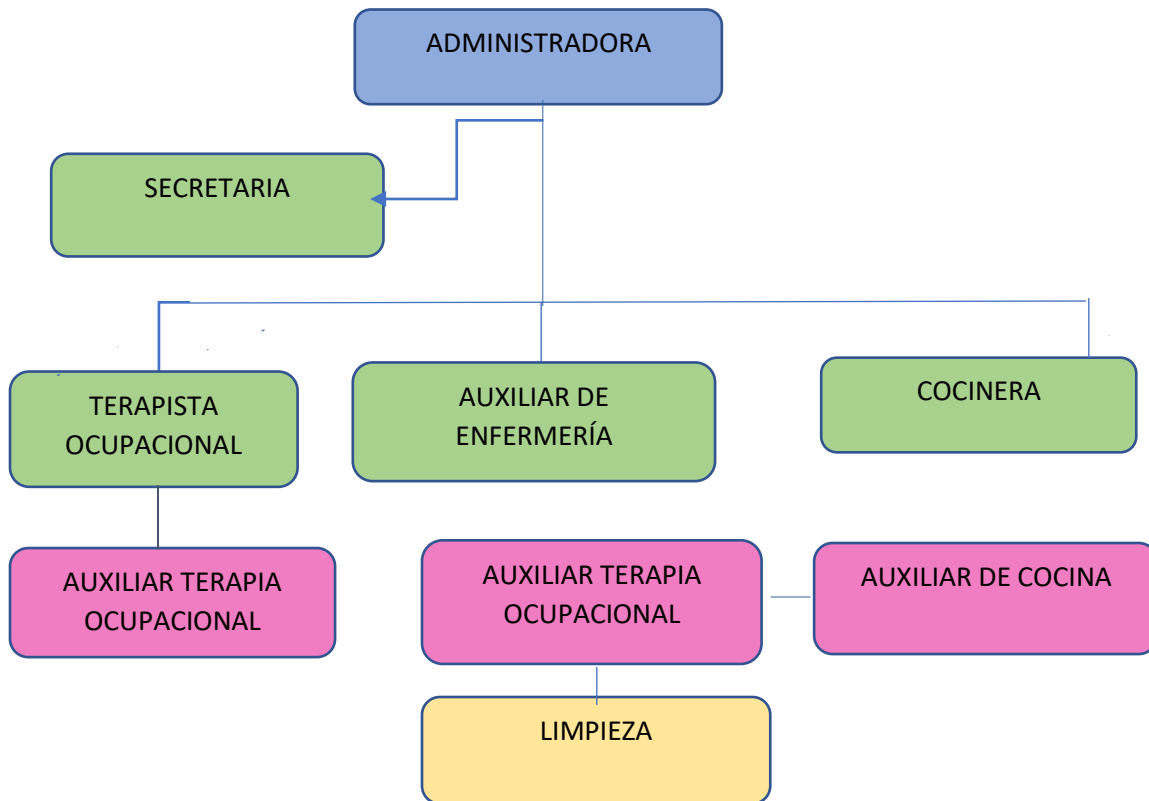 ADMINISTRADORA
SECRETARIA
TERAPISTA
OCUPACIONAL
AUXILIAR DE
ENFERMERÍA
COCINERA
AUXILIAR TERAPIA
OCUPACIONAL
AUXILIAR TERAPIA
OCUPACIONAL
AUXILIAR DE COCINA
LIMPIEZA